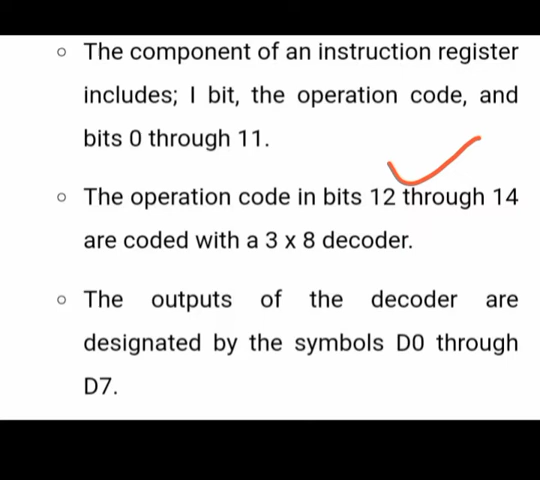 ○ The component of an instruction register
includes; I bit, the operation code, and
bits 0 through 11.
○ The operation code in bits 12 through 14
are coded with a 3 x 8 decoder.
○ The outputs of the decoder are
designated by the symbols D0 through
D7.